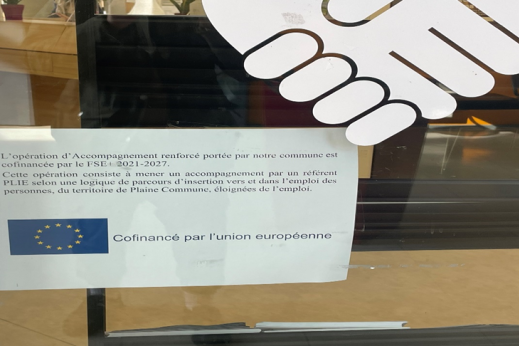 L'opération d'Accompagnement renforcé portée par notre commune est
cofinancée par le FSE+ 2021-2027.
Cette opération consiste à mener un accompagnement par un référent
PLIE selon une logique de parcours d'insertion vers et dans l'emploi des
personnes, du territoire de Plaine Commune, éloignées de l'emploi.
Cofinancé par l'union européenne